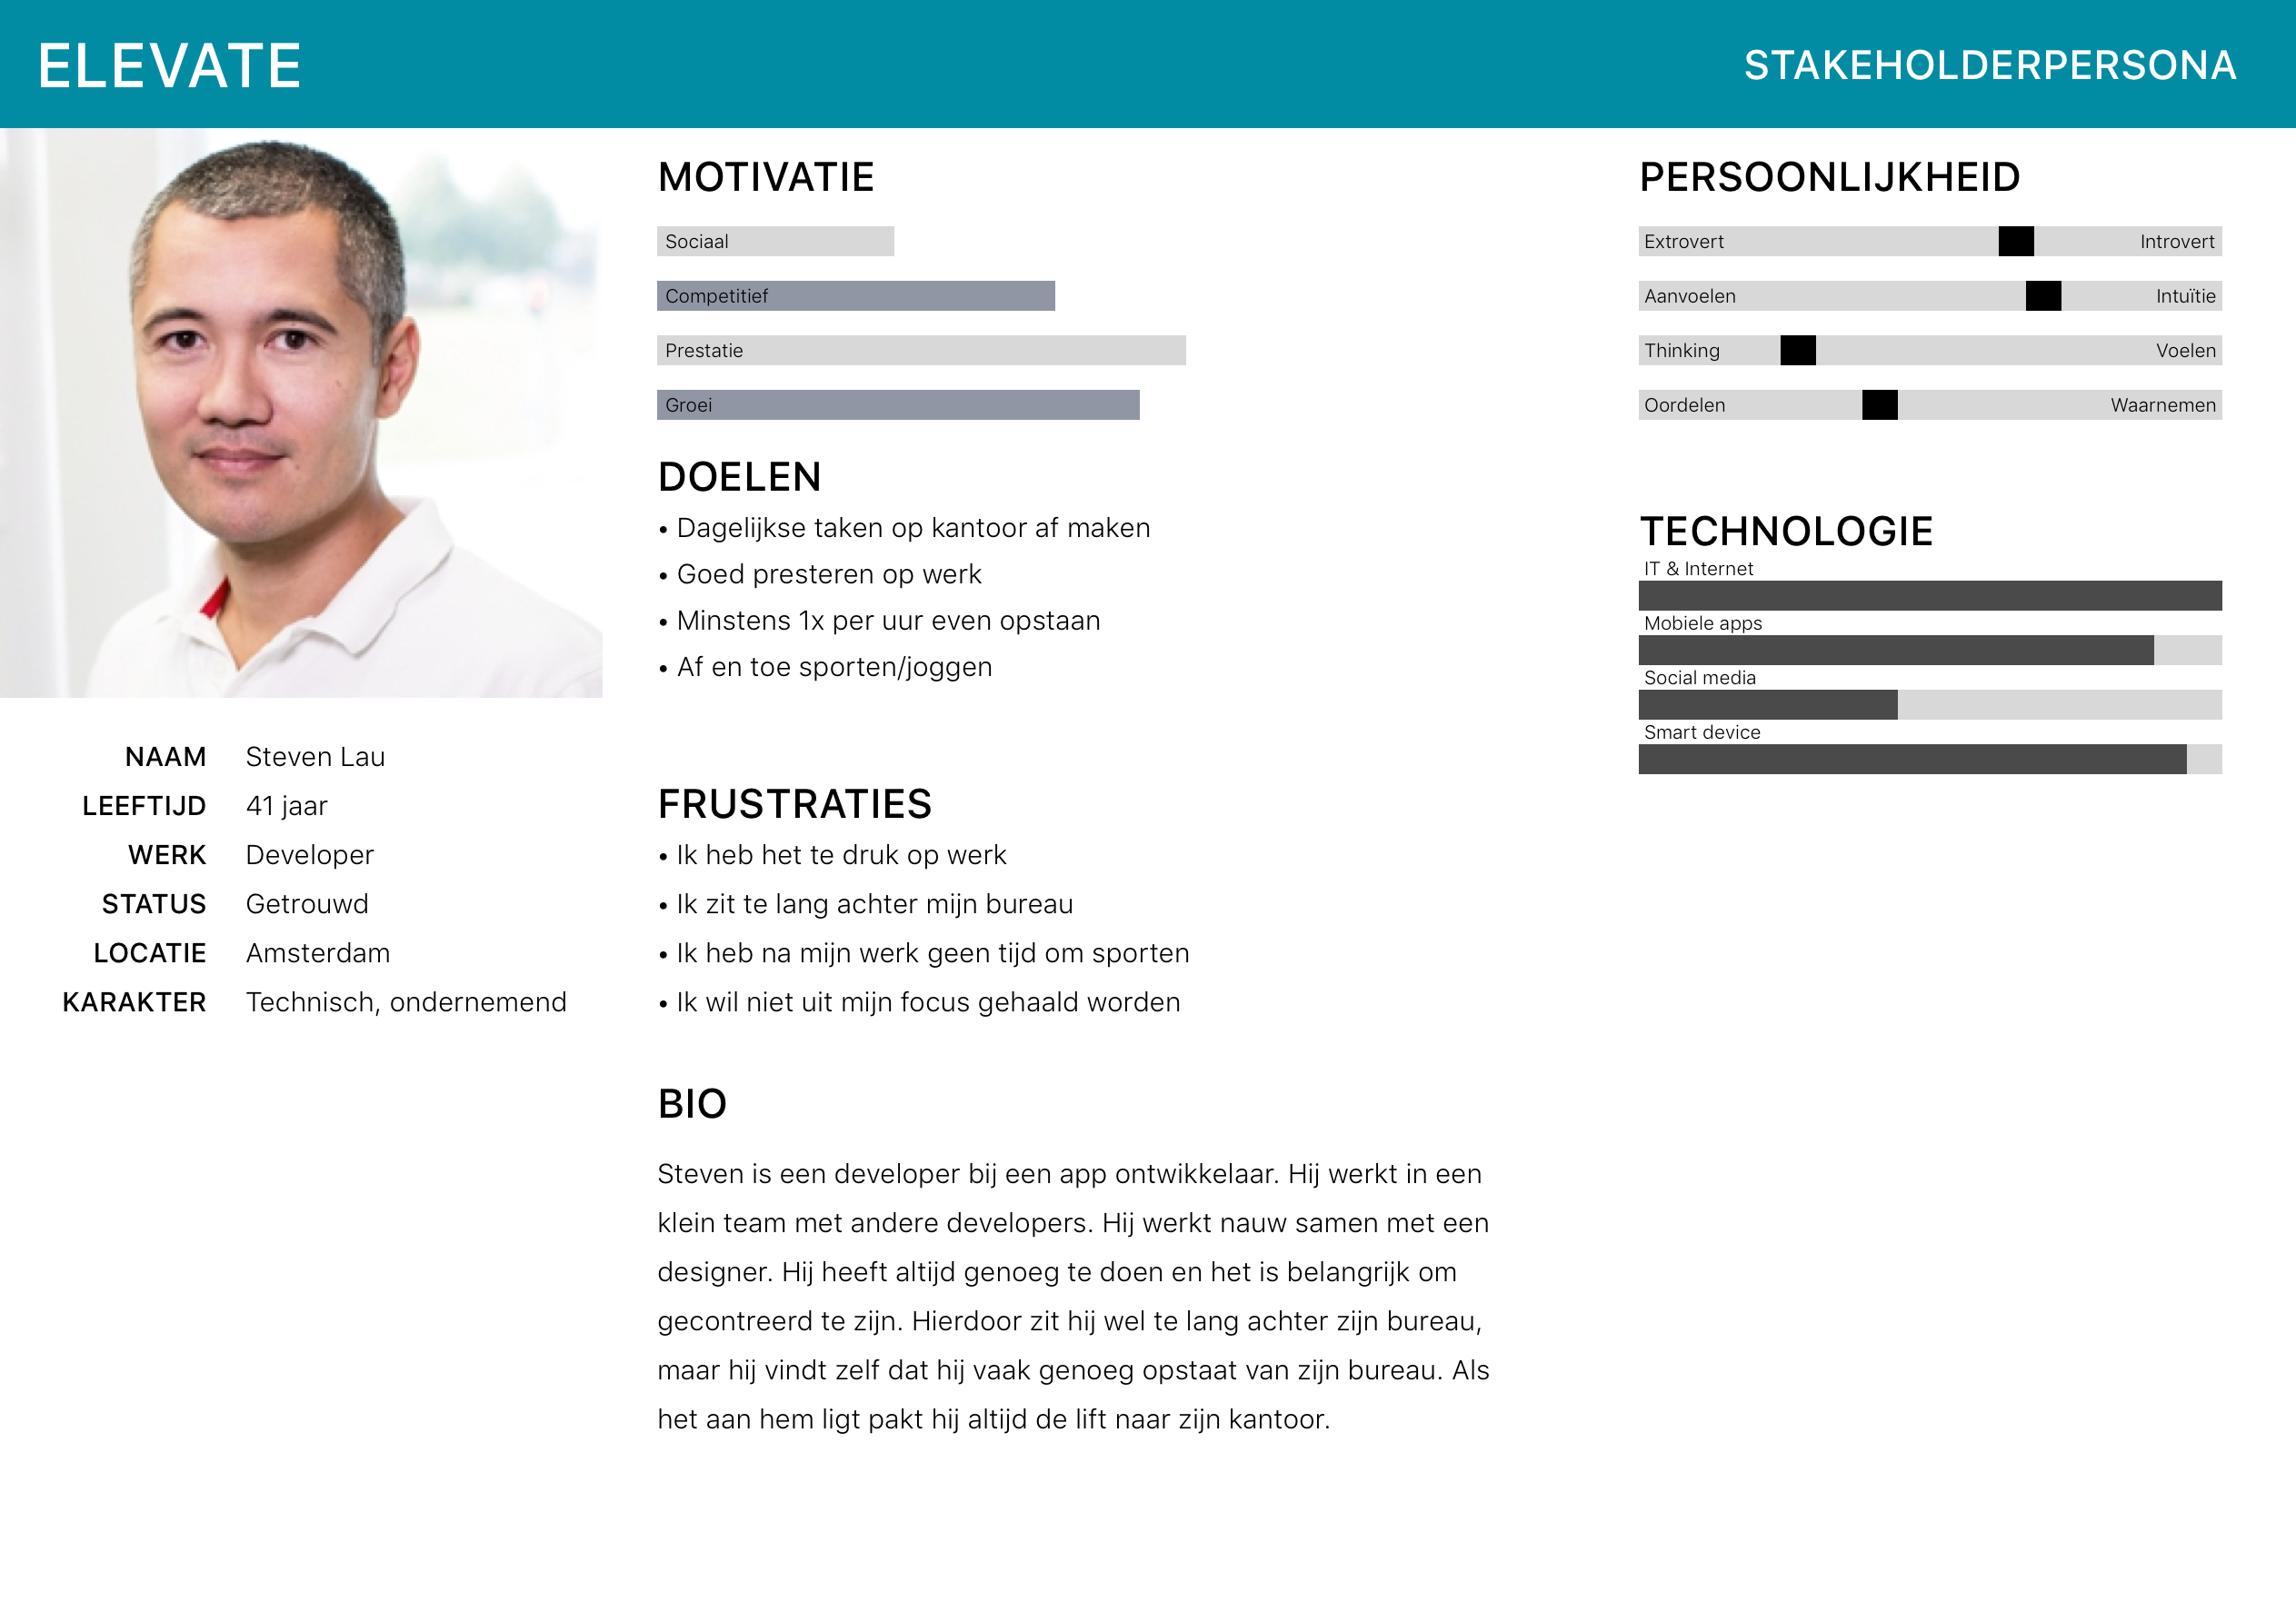 ELEVATE
STAKEHOLDERPERSONA
NAAM Steven Lau
LEEFTIJD 41 jaar
WERK Developer
STATUS Getrouwd
LOCATIE Amsterdam
KARAKTER Technisch, ondernemend
MOTIVATIE
Sociaal
Competitief
Prestatie
Groei
DOELEN
• Dagelijkse taken op kantoor af maken
• Goed presteren op werk
• Minstens 1x per uur even opstaan
• Af en toe sporten/joggen
FRUSTRATIES
• Ik heb het te druk op werk
• Ik zit te lang achter mijn bureau
• Ik heb na mijn werk geen tijd om sporten
• Ik wil niet uit mijn focus gehaald worden
BIO
Steven is een developer bij een app ontwikkelaar. Hij werkt in een
klein team met andere developers. Hij werkt nauw samen met een
designer. Hij heeft altijd genoeg te doen en het is belangrijk om
gecontreerd te zijn. Hierdoor zit hij wel te lang achter zijn bureau,
maar hij vindt zelf dat hij vaak genoeg opstaat van zijn bureau. Als
het aan hem ligt pakt hij altijd de lift naar zijn kantoor.
PERSOONLIJKHEID
Extrovert Introvert
Aanvoelen Intuïtie
Thinking Voelen
Oordelen Waarnemen
TECHNOLOGIE
IT & Internet
Mobiele apps
Social media
Smart device